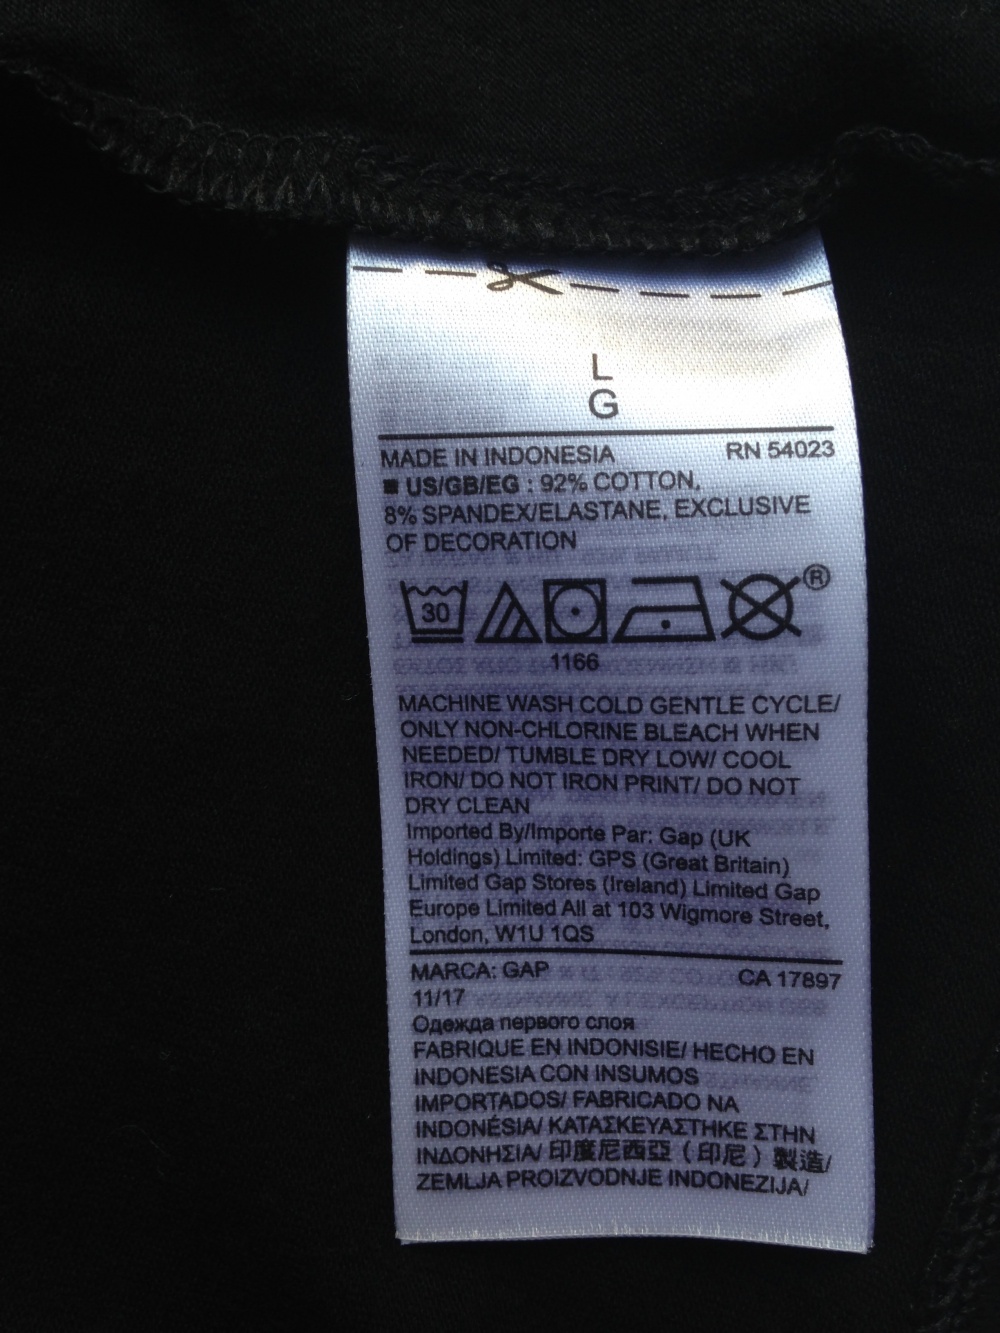 L
G
MADE IN INDONESIA RN 54023
■ US/GB/EG : 92% COTTON,
8% SPANDEX/ELASTANE, EXCLUSIVE
OF DECORATION
30 ®
1166
MACHINE WASH COLD GENTLE CYCLE/
ONLY NON-CHLORINE BLEACH WHEN
NEEDED/ TUMBLE DRY LOW/ COOL
IRON/ DO NOT IRON PRINT/ DO NOT
DRY CLEAN
Imported By/Importe Par: Gap (UK
Holdings) Limited: GPS (Great Britain)
Limited Gap Stores (Ireland) Limited Gap
Europe Limited All at 103 Wigmore Street,
London, W1U 1QS
MARCA: GAP CA 17897
11/17
Одежда первого слоя
FABRIQUE EN INDONISIE/ HECHO EN
INDONESIA CON INSUMOS
IMPORTADOS/ FABRICADO NA
INDONÉSIA/ ΚΑΤΑΣΚΕΥΑΣΤΗΚΕ ΣΤΗΝ
ΙΝΔΟΝΗΣΙΑ/ 印度尼西亞（印尼）製造/
ZEMLJA PROIZVODNJE INDONEZIJA/